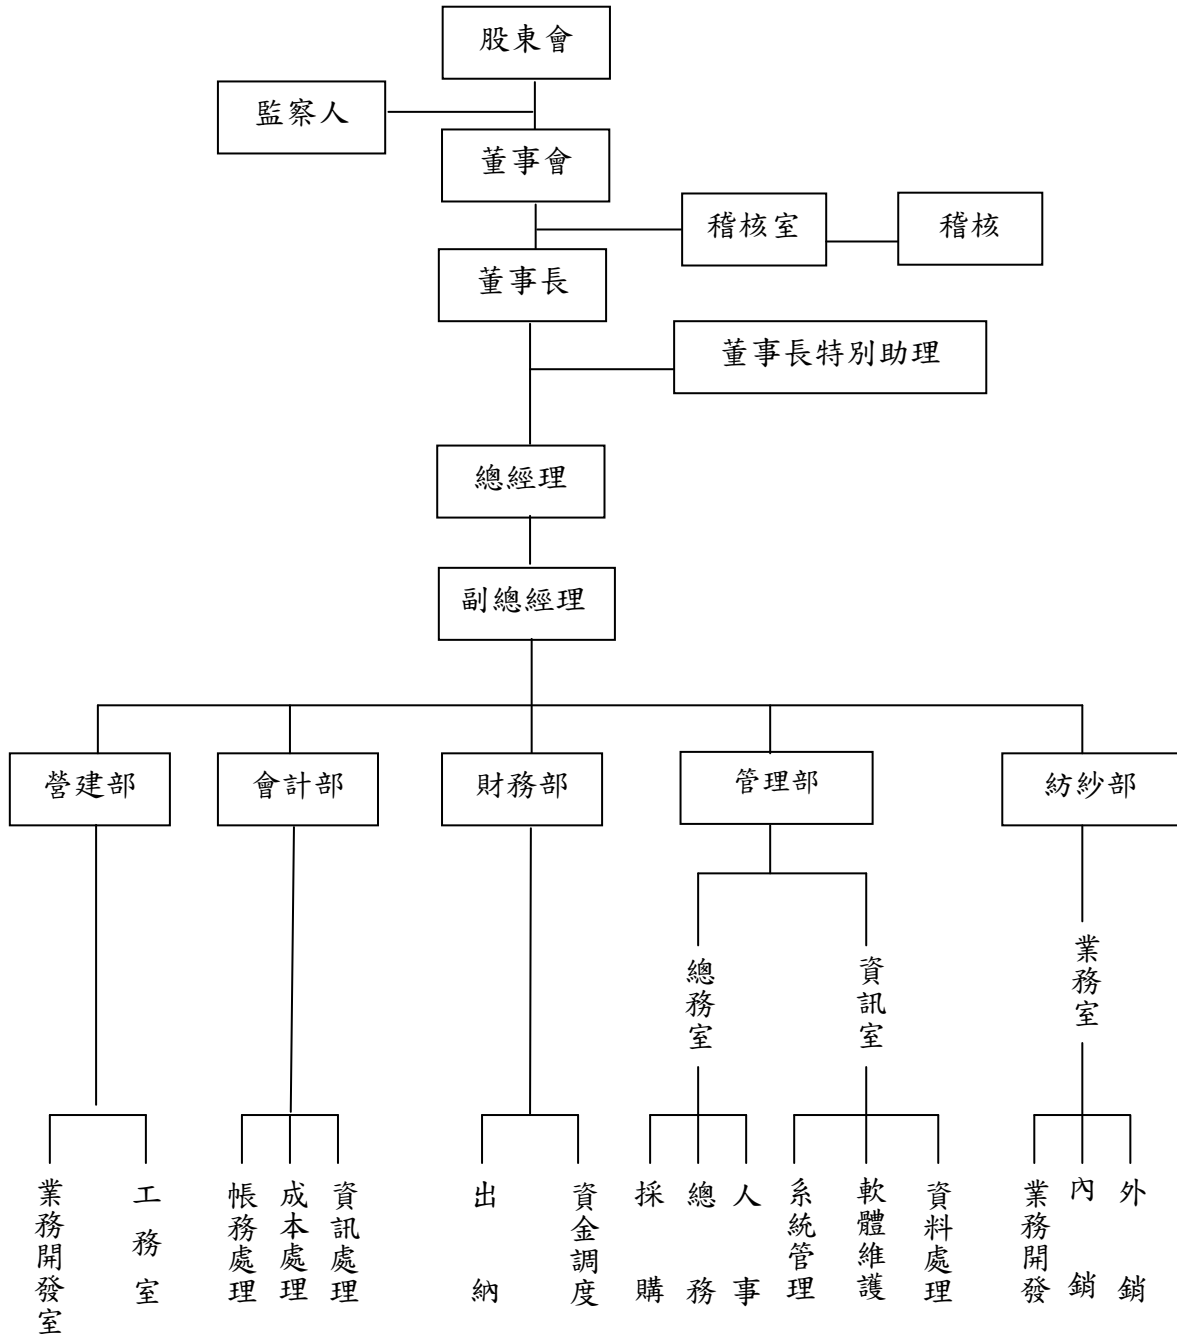 股東會
監察人
董事會
稽核室
稽核
董事長
董事長特別助理
總經理
副總經理
營建部
會計部
財務部
管理部
紡紗部
總務室
資訊室
業務室
業務開發室
工務室
帳務處理
成本處理
資訊處理
出納
資金調度
採購
總務
人事
系統管理
軟體維護
資料處理
業務開發
內銷
外銷